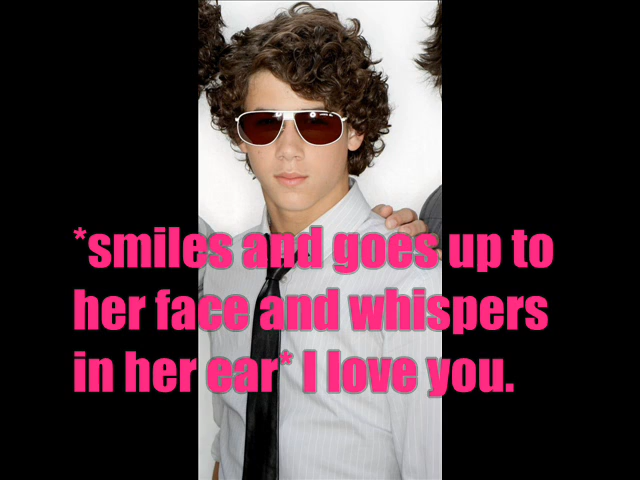 *smiles and goes up to
her face and whispers
in her ear* I love you.